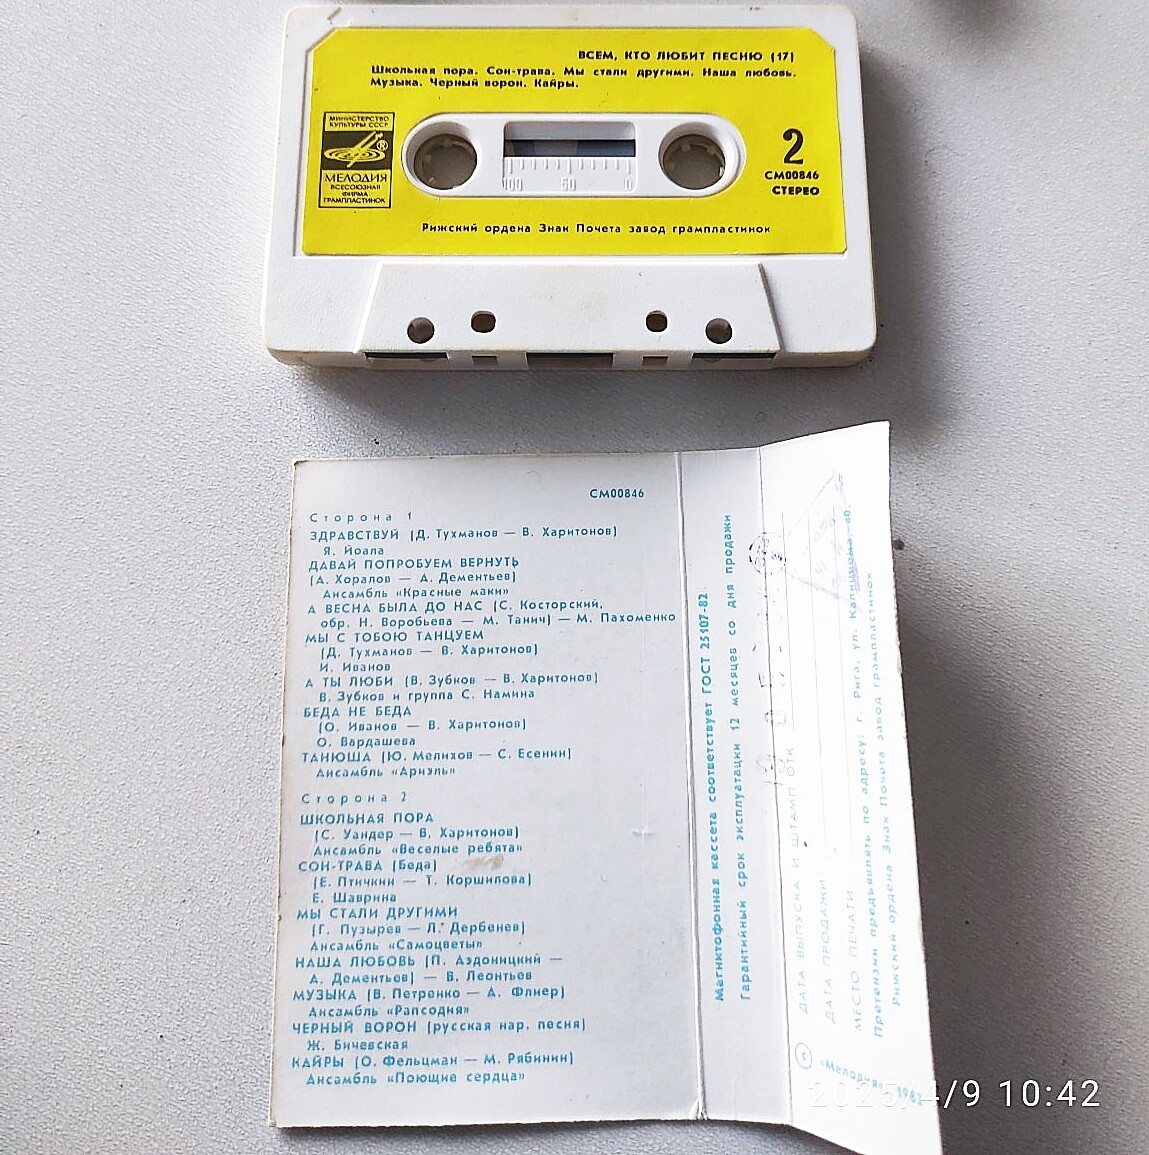 ВСЕМ, КТО ЛЮБИТ ПЕСНЮ (17)
Школьная пора. Сон-трава. Мы стали другими. Наша любовь.
Музыка. Черный ворон. Кайры.
МИНИСТЕРСТВО
КУЛЬТУРЫ СССР
®
МЕЛОДИЯ
ВСЕСОЮЗНАЯ
ФИРМА
ГРАМПЛАСТИНОК
100 50 0
2
СМ00846
СТЕРЕО
Рижский ордена Знак Почета завод грампластинок
СМ00846
Сторона 1
ЗДРАВСТВУЙ (Д. Тухманов — В. Харитонов)
Я. Йоала
ДАВАЙ ПОПРОБУЕМ ВЕРНУТЬ
(А. Хоралов — А. Дементьев)
Ансамбль «Красные маки»
А ВЕСНА БЫЛА ДО НАС (С. Косторский,
обр. Н. Воробьева — М. Танич) — М. Пахоменко
МЫ С ТОБОЮ ТАНЦУЕМ
(Д. Тухманов — В. Харитонов)
И. Иванов
А ТЫ ЛЮБИ (В. Зубков — В. Харитонов)
В. Зубков и группа С. Намина
БЕДА НЕ БЕДА
(О. Иванов — В. Харитонов)
О. Вардашева
ТАНЮША (Ю. Мелихов — С. Есенин)
Ансамбль «Ариэль»
Сторона 2
ШКОЛЬНАЯ ПОРА
(С. Уандер — В. Харитонов)
Ансамбль «Веселые ребята»
СОН-ТРАВА (Беда)
(Е. Птичкин — Т. Коршилова)
Е. Шаврина
МЫ СТАЛИ ДРУГИМИ
(Г. Пузырев — Л. Дербенев)
Ансамбль «Самоцветы»
НАША ЛЮБОВЬ (П. Аэдоницкий —
А. Дементьев) — В. Леонтьев
МУЗЫКА (В. Петренко — А. Флиер)
Ансамбль «Рапсодия»
ЧЕРНЫЙ ВОРОН (русская нар. песня)
Ж. Бичевская
КАЙРЫ (О. Фельцман — М. Рябинин)
Ансамбль «Поющие сердца»
Магнитофонная кассета соответствует ГОСТ 25107-82.
Гарантийный срок эксплуатации 12 месяцев со дня продажи
ДАТА ВЫПУСКА И ШТАМП ОТК
ДАТА ПРОДАЖИ
МЕСТО ПЕЧАТИ
Претензии предъявлять по адресу: г. Рига, ул. Калнциема, 40.
Рижский ордена Знак Почета завод грампластинок
© «Мелодия»
2025/4/9 10:42